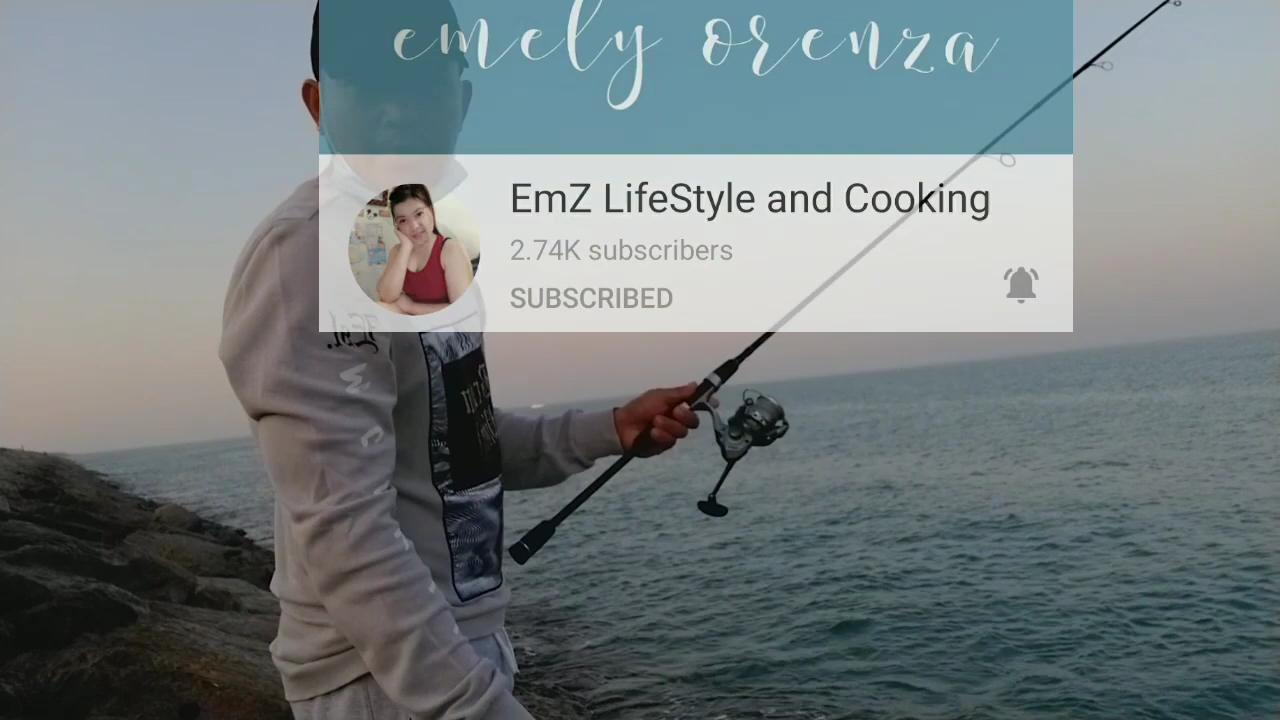 emely orenza
EmZ LifeStyle and Cooking
2.74K subscribers
SUBSCRIBED